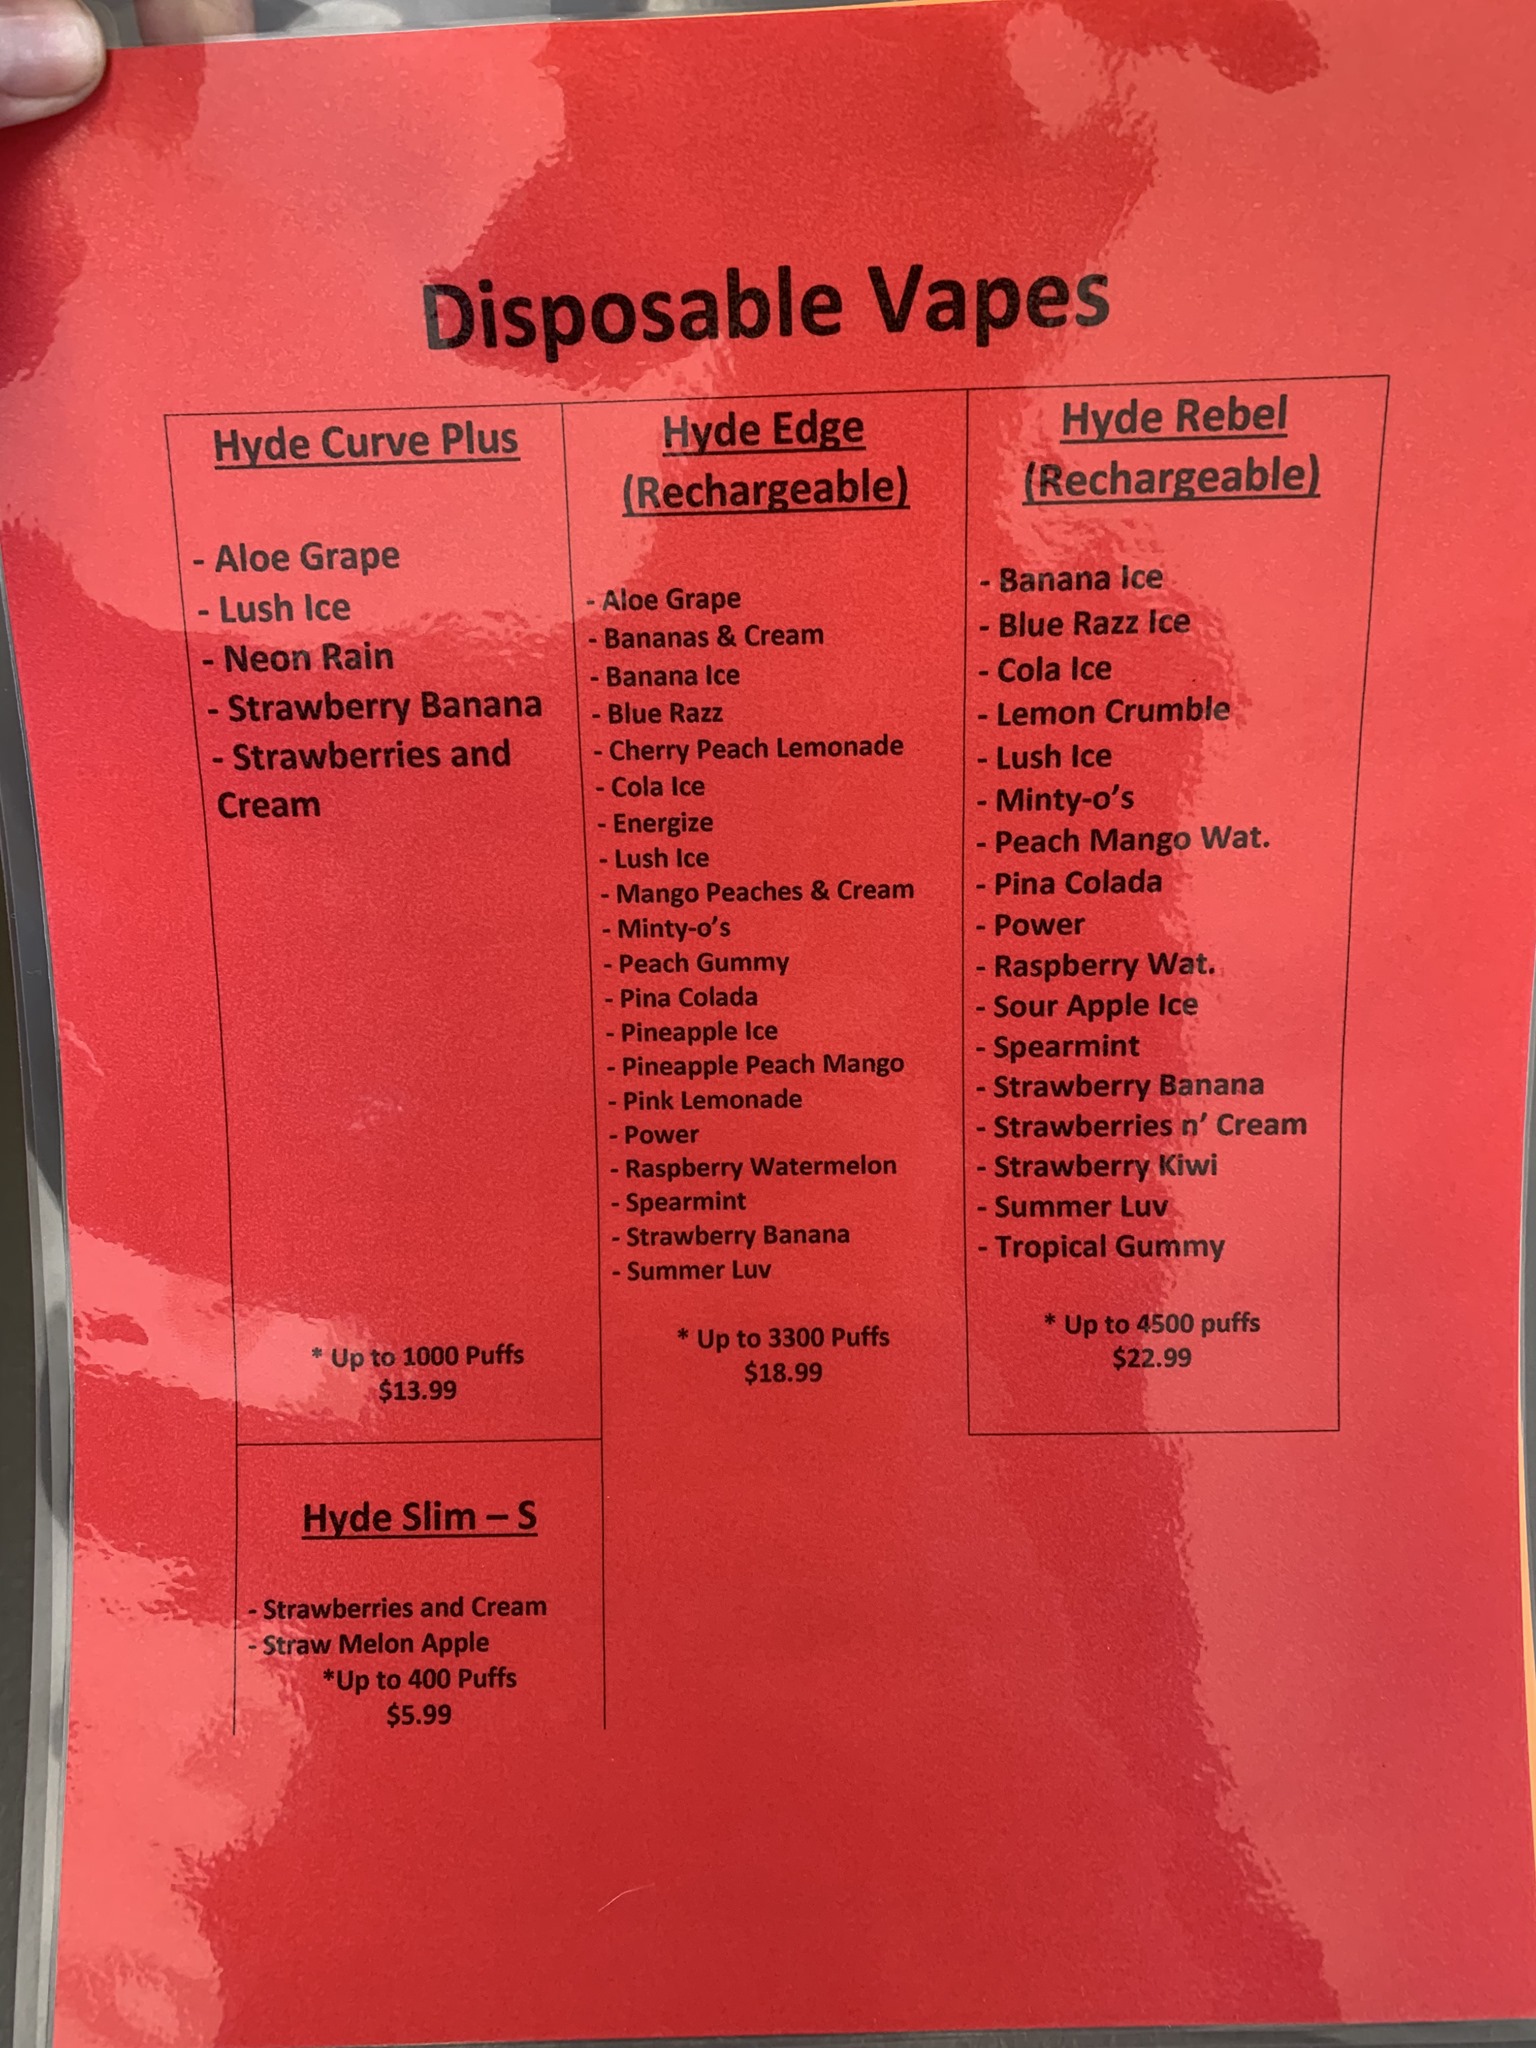 Disposable Vapes
Hyde Curve Plus
- Aloe Grape
- Lush Ice
- Neon Rain
- Strawberry Banana
- Strawberries and
Cream
* Up to 1000 Puffs
$13.99
Hyde Edge
(Rechargeable)
- Aloe Grape
- Bananas & Cream
- Banana Ice
- Blue Razz
- Cherry Peach Lemonade
- Cola Ice
- Energize
- Lush Ice
- Mango Peaches & Cream
- Minty-o's
- Peach Gummy
- Pina Colada
- Pineapple Ice
- Pineapple Peach Mango
- Pink Lemonade
- Power
- Raspberry Watermelon
- Spearmint
- Strawberry Banana
- Summer Luv
* Up to 3300 Puffs
$18.99
Hyde Rebel
(Rechargeable)
- Banana Ice
- Blue Razz Ice
- Cola Ice
- Lemon Crumble
- Lush Ice
- Minty-o's
- Peach Mango Wat.
- Pina Colada
- Power
- Raspberry Wat.
- Sour Apple Ice
- Spearmint
- Strawberry Banana
- Strawberries n' Cream
- Strawberry Kiwi
- Summer Luv
- Tropical Gummy
* Up to 4500 puffs
$22.99
Hyde Slim – S
- Strawberries and Cream
- Straw Melon Apple
*Up to 400 Puffs
$5.99